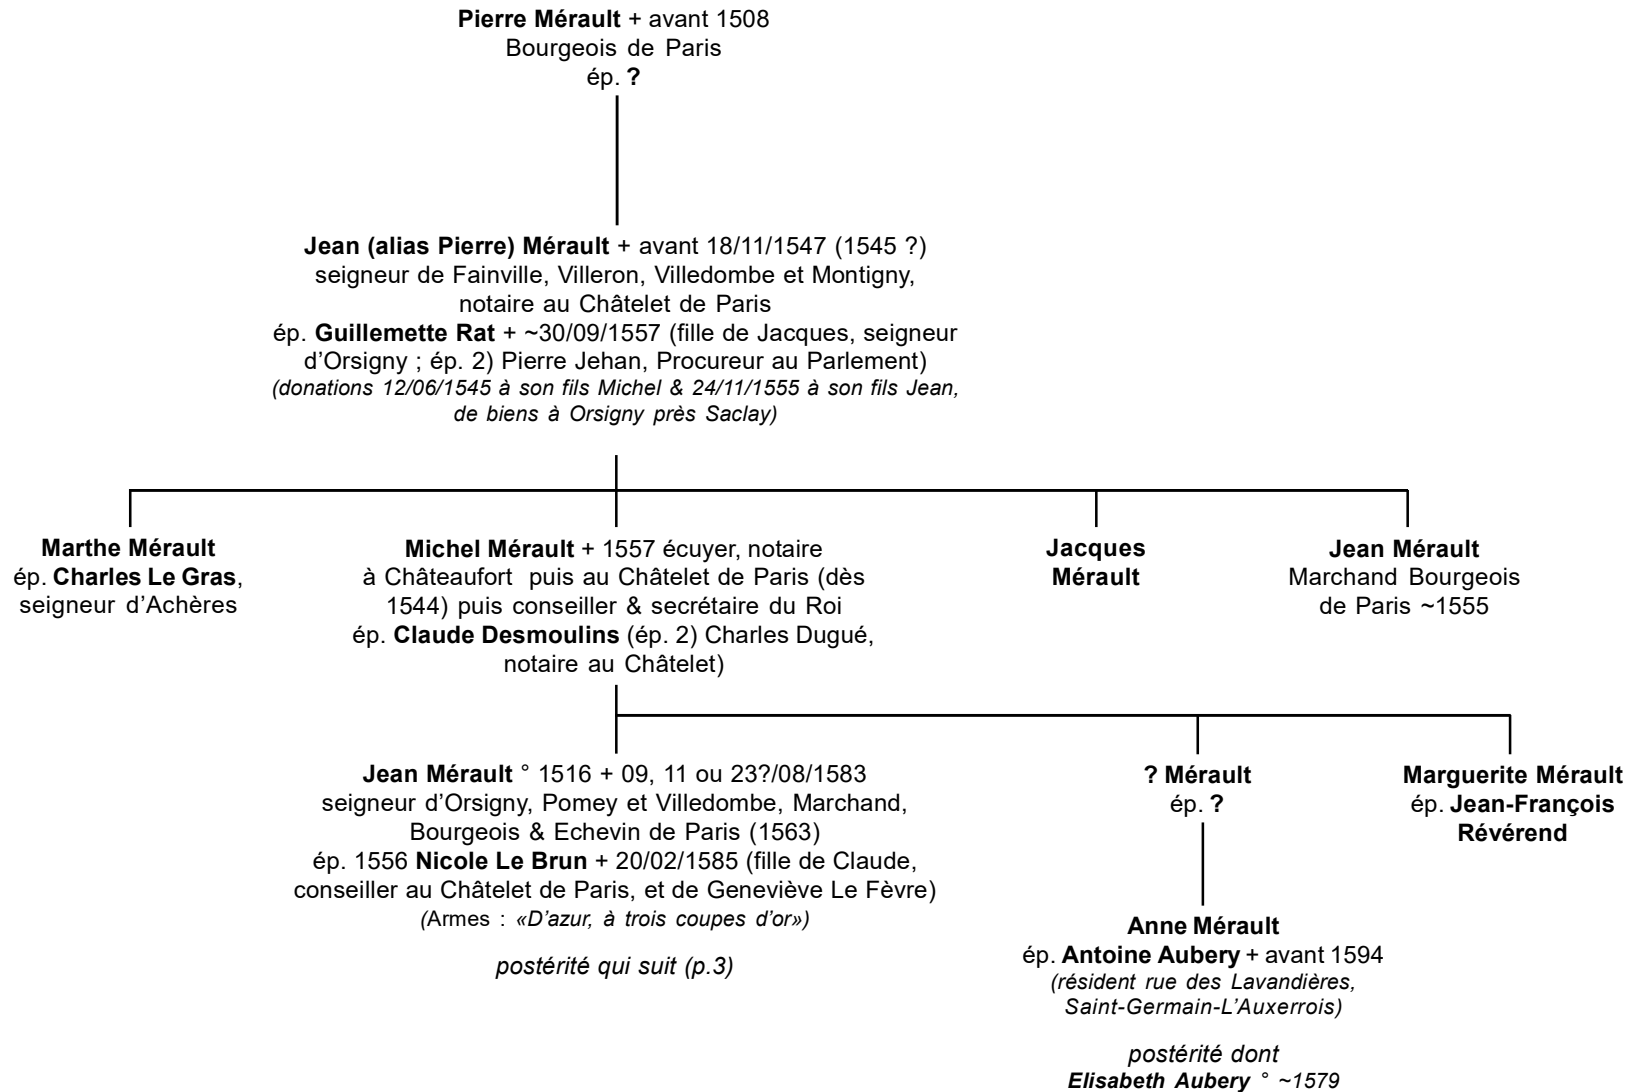 Pierre Mérault + avant 1508
Bourgeois de Paris
ép. ?
Jean (alias Pierre) Mérault + avant 18/11/1547 (1545 ?)
seigneur de Fainville, Villeron, Villedombe et Montigny,
notaire au Châtelet de Paris
ép. Guillemette Rat + ~30/09/1557 (fille de Jacques, seigneur
d’Orsigny ; ép. 2) Pierre Jehan, Procureur au Parlement)
(donations 12/06/1545 à son fils Michel & 24/11/1555 à son fils Jean,
de biens à Orsigny près Saclay)
Marthe Mérault
ép. Charles Le Gras,
seigneur d’Achères
Michel Mérault + 1557 écuyer, notaire
à Châteaufort puis au Châtelet de Paris (dès
1544) puis conseiller & secrétaire du Roi
ép. Claude Desmoulins (ép. 2) Charles Dugué,
notaire au Châtelet)
Jacques
Mérault
Jean Mérault
Marchand Bourgeois
de Paris ~1555
Jean Mérault ° 1516 + 09, 11 ou 23?/08/1583
seigneur d’Orsigny, Pomey et Villedombe, Marchand,
Bourgeois & Echevin de Paris (1563)
ép. 1556 Nicole Le Brun + 20/02/1585 (fille de Claude,
conseiller au Châtelet de Paris, et de Geneviève Le Fèvre)
(Armes : «D’azur, à trois coupes d’or»)
postérité qui suit (p.3)
? Mérault
ép. ?
Marguerite Mérault
ép. Jean-François
Révérend
Anne Mérault
ép. Antoine Aubery + avant 1594
(résident rue des Lavandières,
Saint-Germain-L’Auxerrois)
postérité dont
Elisabeth Aubery ° ~1579